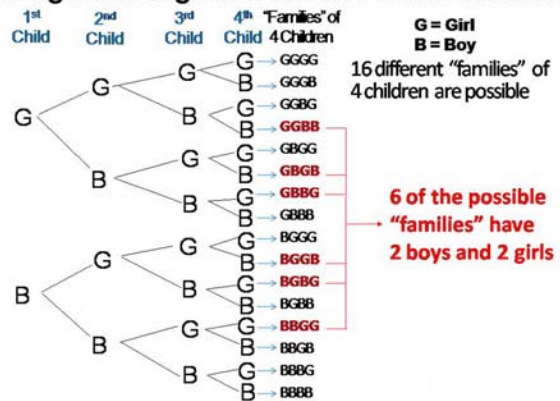 1st Child
2nd Child
3rd Child
4th Child
"Families" of 4 Children
G = Girl
B = Boy
16 different "families" of
4 children are possible
G
B
G
B
G
B
G
B
G
B
G
B
G
B
G
B
G
B
G
B
G
B
G
B
G
B
G
B
G
B
GGGG
GGGB
GGBG
GGBB
GBGG
GBGB
GBBG
GBBB
BGGG
BGGB
BGBG
BGBB
BBGG
BBGB
BBBG
BBBB
6 of the possible
"families" have
2 boys and 2 girls